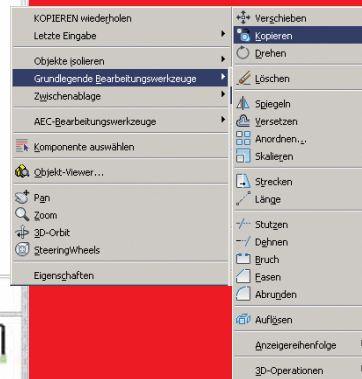 KOPIEREN wiederholen
Letzte Eingabe
Objekte isolieren
Grundlegende Bearbeitungswerkzeuge
Zwischenablage
AEC-Bearbeitungswerkzeuge
Komponente auswählen
Objekt-Viewer...
Pan
Zoom
3D-Orbit
SteeringWheels
Eigenschaften
Verschieben
Kopieren
Drehen
Löschen
Spiegeln
Versetzen
Anordnen...
Skalieren
Strecken
Länge
Stutzen
Dehnen
Bruch
Fasen
Abrunden
Auflösen
Anzeigereihenfolge
3D-Operationen